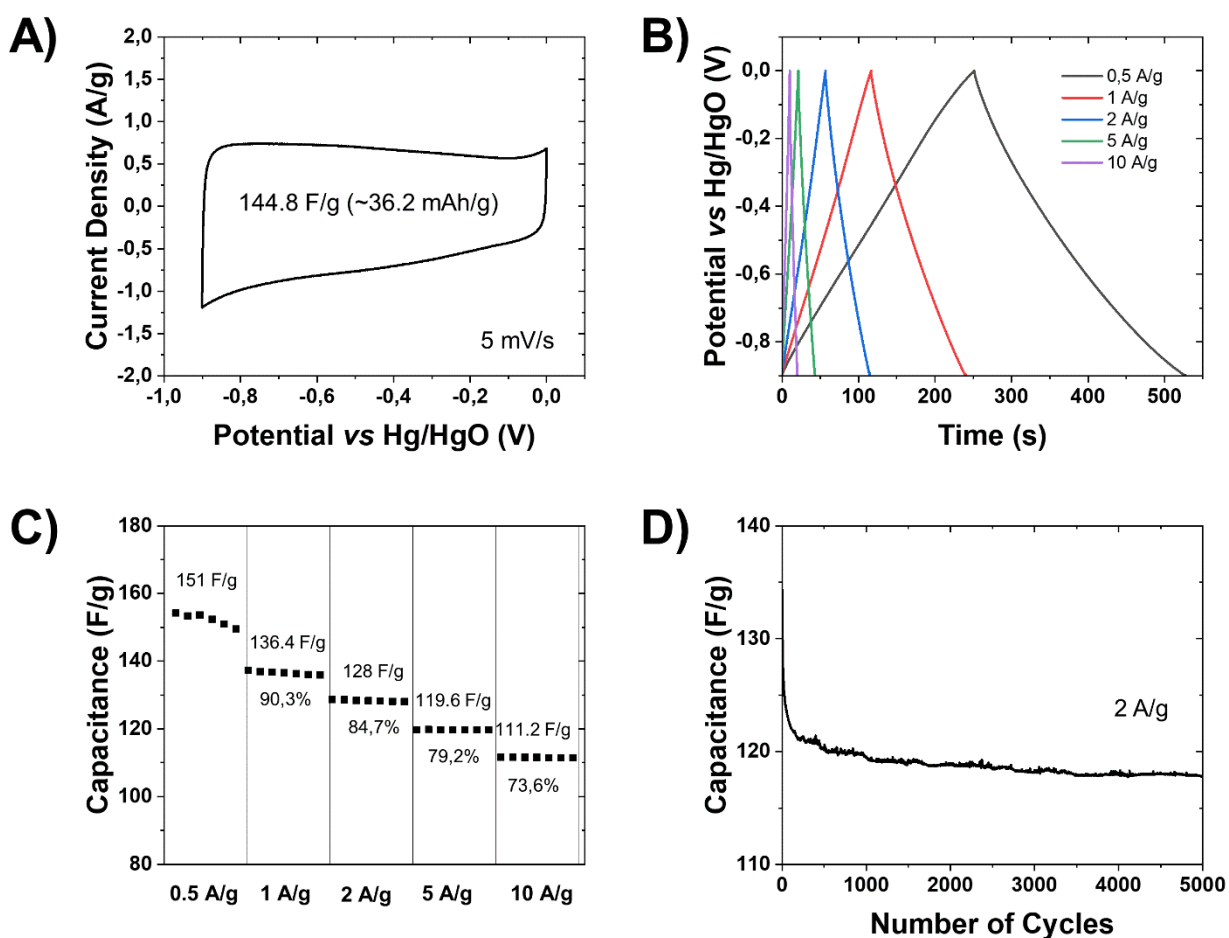 A)
2,0
1,5
1,0
0,5
0,0
-0,5
-1,0
-1,5
-2,0
Current Density (A/g)
144.8 F/g (~36.2 mAh/g)
5 mV/s
-1,0 -0,8 -0,6 -0,4 -0,2 0,0
Potential vs Hg/HgO (V)
B)
0,0
-0,2
-0,4
-0,6
-0,8
Potential vs Hg/HgO (V)
0,5 A/g
1 A/g
2 A/g
5 A/g
10 A/g
0 100 200 300 400 500
Time (s)
C)
180
160
140
120
100
80
Capacitance (F/g)
151 F/g
136.4 F/g
90,3%
128 F/g
84,7%
119.6 F/g
79,2%
111.2 F/g
73,6%
0.5 A/g 1 A/g 2 A/g 5 A/g 10 A/g
D)
140
130
120
110
Capacitance (F/g)
2 A/g
0 1000 2000 3000 4000 5000
Number of Cycles